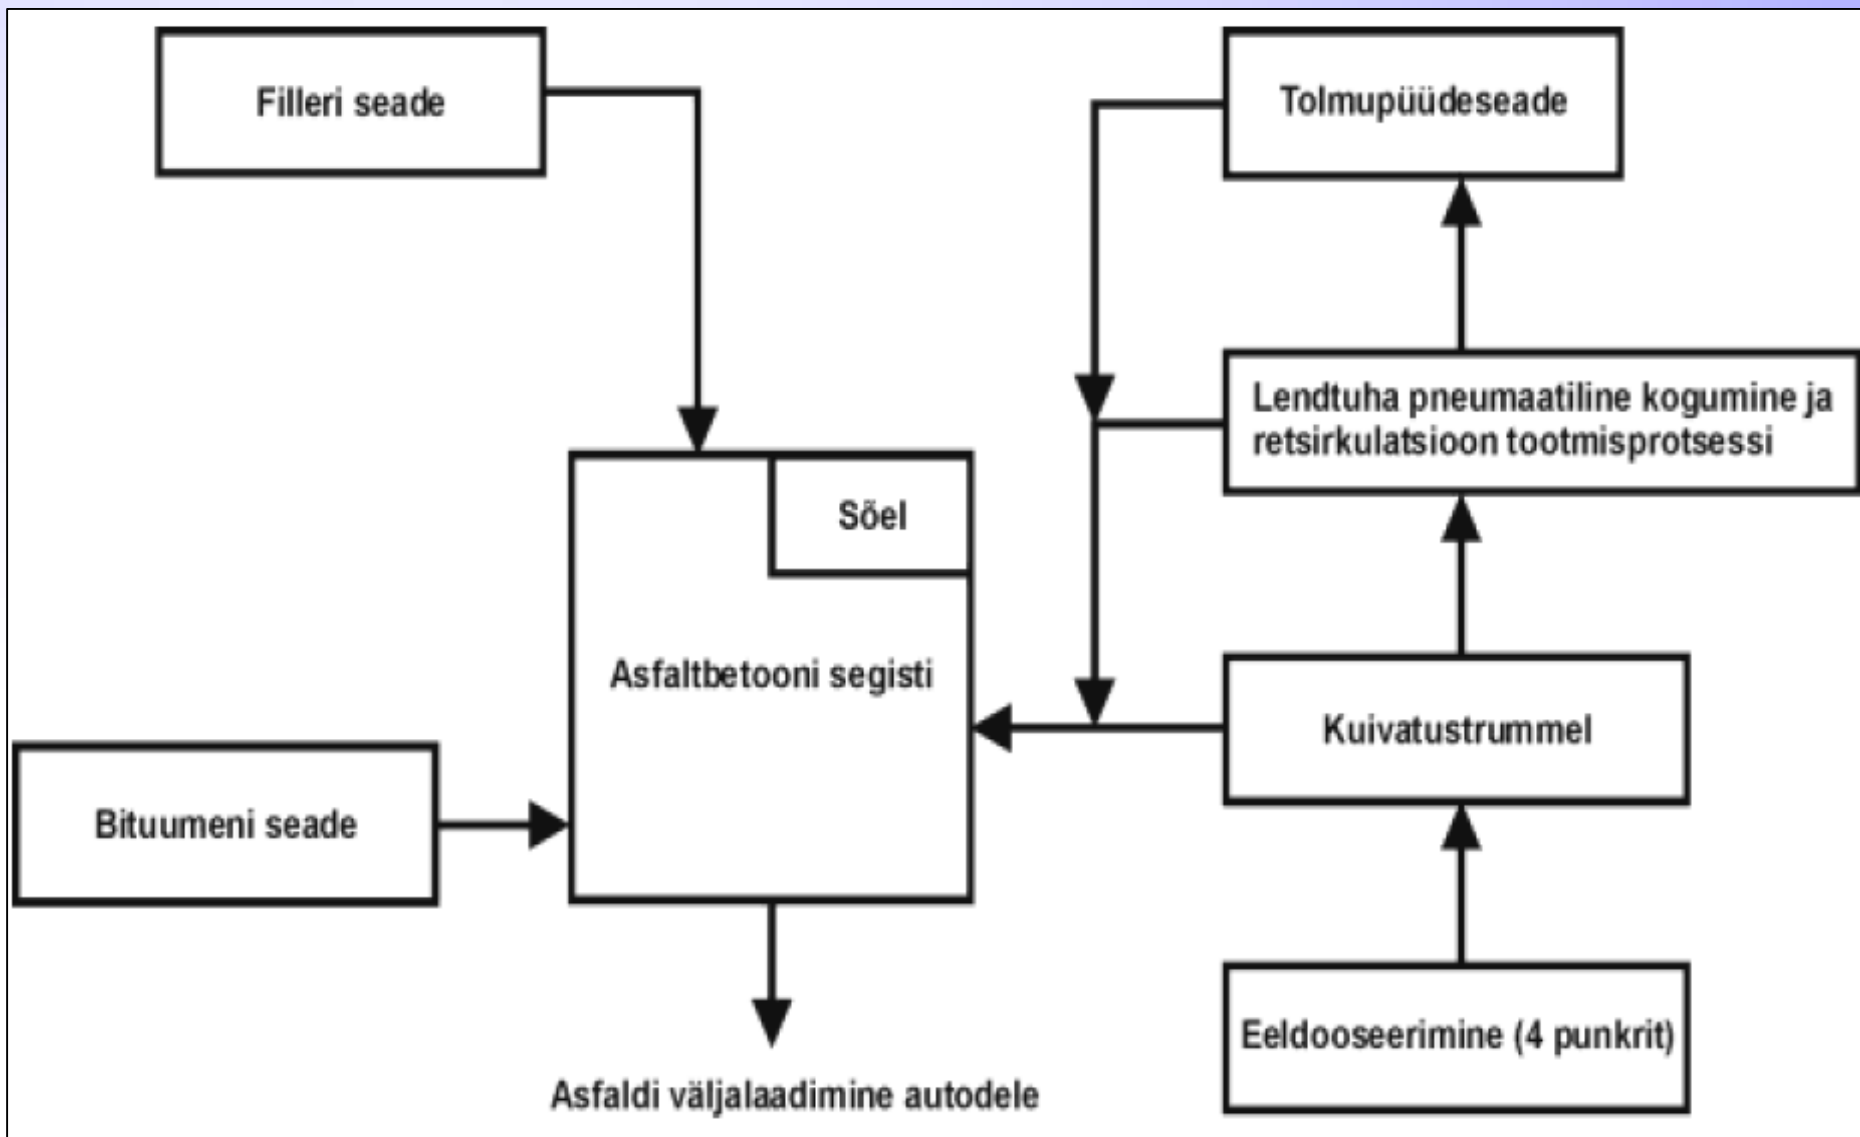 Filleri seade
Tolmupüüdeseade
Lendtuha pneumaatiline kogumine ja
retsirkulatsioon tootmisprotsessi
Sõel
Asfaltbetooni segisti
Kuivatustrummel
Bituumeni seade
Eeldooseerimine (4 punkrit)
Asfaldi väljalaadimine autodele